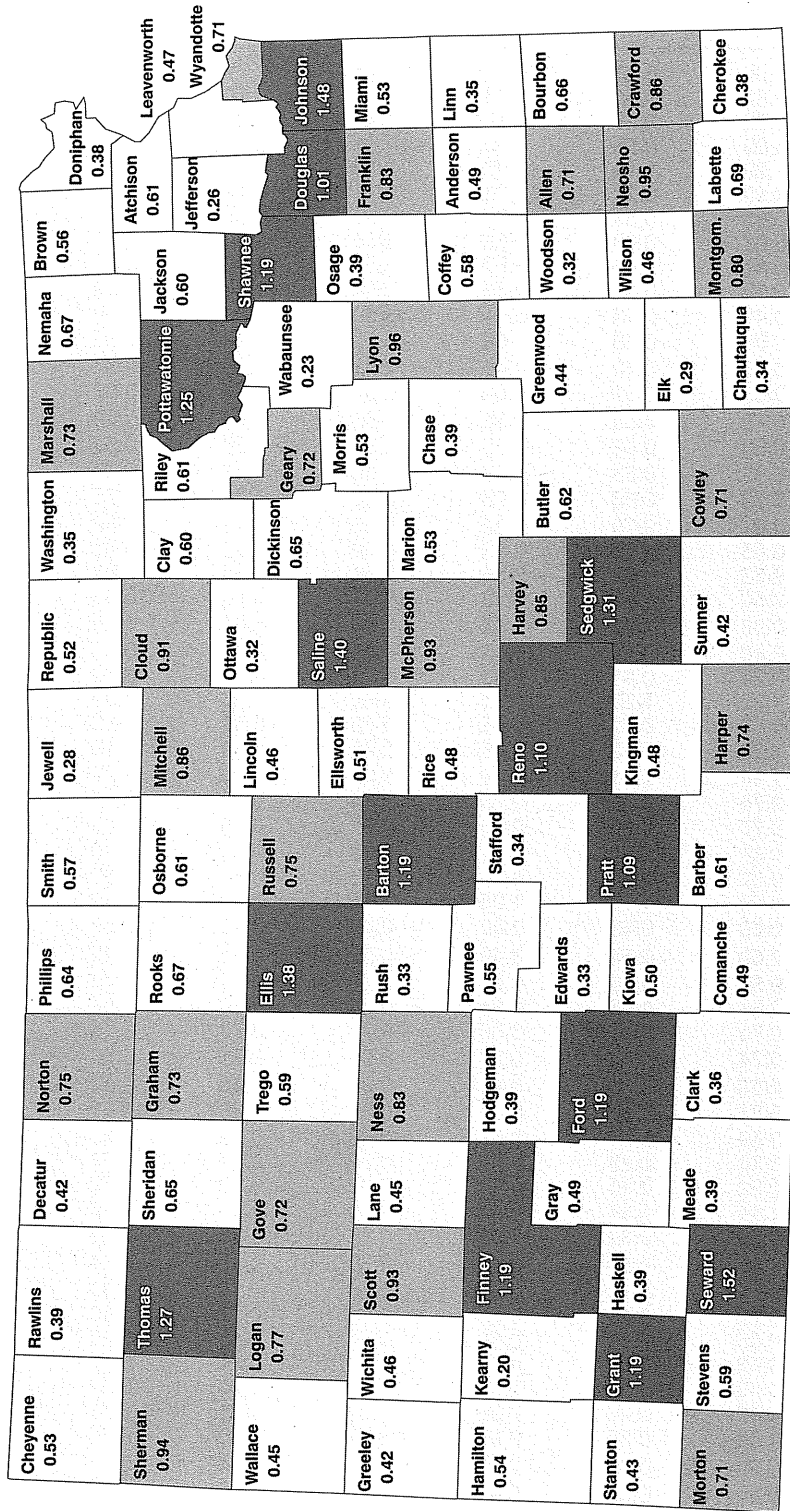 Cheyenne
0.53
Rawlins
0.39
Decatur
0.42
Norton
0.75
Phillips
0.64
Smith
0.57
Jewell
0.28
Republic
0.52
Washington
0.35
Marshall
0.73
Nemaha
0.67
Brown
0.56
Doniphan
0.38
Sherman
0.94
Thomas
1.27
Sheridan
0.65
Graham
0.73
Rooks
0.67
Osborne
0.61
Mitchell
0.86
Cloud
0.91
Clay
0.60
Riley
0.61
Pottawatomie
1.25
Jackson
0.60
Atchison
0.61
Jefferson
0.26
Leavenworth
0.47
Wyandotte
0.71
Wallace
0.45
Logan
0.77
Gove
0.72
Trego
0.59
Ellis
1.38
Russell
0.75
Lincoln
0.46
Ottawa
0.32
Ellsworth
0.51
Saline
1.40
Dickinson
0.65
Geary
0.72
Morris
0.53
Wabaunsee
0.23
Shawnee
1.19
Osage
0.39
Douglas
1.01
Johnson
1.48
Franklin
0.83
Miami
0.53
Greeley
0.42
Wichita
0.46
Scott
0.93
Lane
0.45
Ness
0.83
Rush
0.33
Barton
1.19
Rice
0.48
McPherson
0.93
Marion
0.53
Chase
0.39
Lyon
0.96
Coffey
0.58
Anderson
0.49
Linn
0.35
Hamilton
0.54
Kearny
0.20
Finney
1.19
Hodgeman
0.39
Pawnee
0.55
Edwards
0.33
Stafford
0.34
Reno
1.10
Harvey
0.85
Sedgwick
1.31
Butler
0.62
Greenwood
0.44
Woodson
0.32
Allen
0.71
Bourbon
0.66
Stanton
0.43
Grant
1.19
Haskell
0.39
Gray
0.49
Ford
1.19
Kiowa
0.50
Pratt
1.09
Kingman
0.48
Elk
0.29
Wilson
0.46
Neosho
0.95
Crawford
0.86
Morton
0.71
Stevens
0.59
Seward
1.52
Meade
0.39
Clark
0.36
Comanche
0.49
Barber
0.61
Harper
0.74
Sumner
0.42
Cowley
0.71
Chautauqua
0.34
Montgom.
0.80
Labette
0.69
Cherokee
0.38